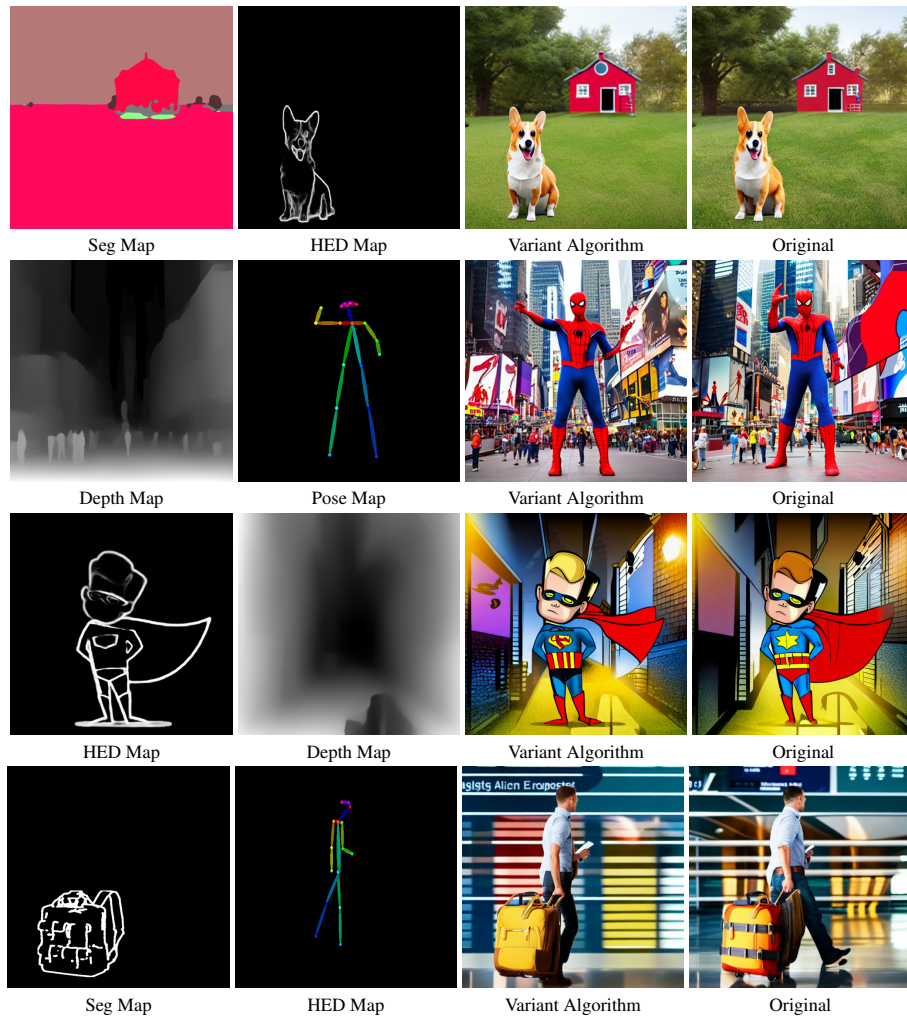 Seg Map HED Map Variant Algorithm Original
Depth Map Pose Map Variant Algorithm Original
HED Map Depth Map Variant Algorithm Original
Seg Map HED Map Variant Algorithm Original